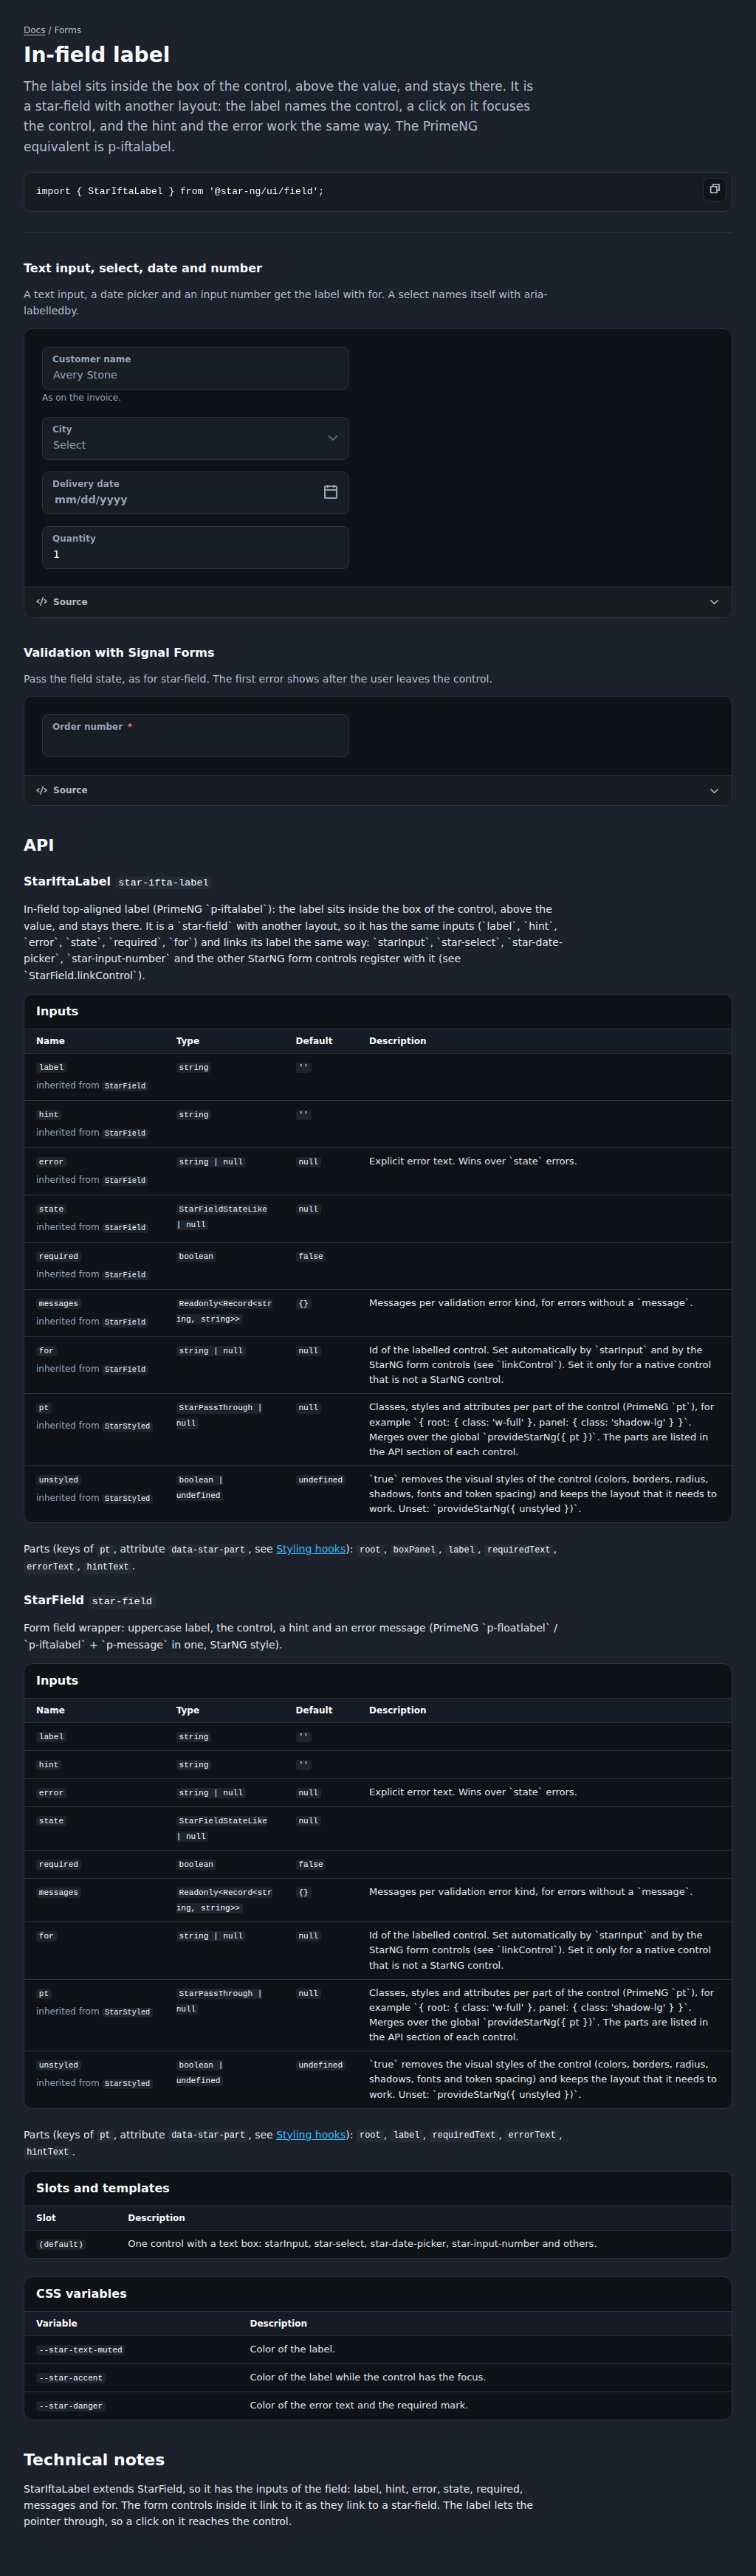 Docs / Forms
In-field label
The label sits inside the box of the control, above the value, and stays there. It is
a star-field with another layout: the label names the control, a click on it focuses
the control, and the hint and the error work the same way. The PrimeNG
equivalent is p-iftalabel.
import { StarIftaLabel } from '@star-ng/ui/field';
Text input, select, date and number
A text input, a date picker and an input number get the label with for. A select names itself with aria-
labelledby.
Customer name
Avery Stone
As on the invoice.
City
Select
Delivery date
mm/dd/yyyy
Quantity
1
Source
Validation with Signal Forms
Pass the field state, as for star-field. The first error shows after the user leaves the control.
Order number *
Source
API
StarIftaLabel star-ifta-label
In-field top-aligned label (PrimeNG `p-iftalabel`): the label sits inside the box of the control, above the
value, and stays there. It is a `star-field` with another layout, so it has the same inputs (`label`, `hint`,
`error`, `state`, `required`, `for`) and links its label the same way: `starInput`, `star-select`, `star-date-
picker`, `star-input-number` and the other StarNG form controls register with it (see
`StarField.linkControl`).
Inputs
Name Type Default Description
label string ''
inherited from StarField
hint string ''
inherited from StarField
error string | null null Explicit error text. Wins over `state` errors.
inherited from StarField
state StarFieldStateLike null
inherited from StarField | null
required boolean false
inherited from StarField
messages Readonly<Record<str {} Messages per validation error kind, for errors without a `message`.
inherited from StarField ing, string>>
for string | null null Id of the labelled control. Set automatically by `starInput` and by the
inherited from StarField StarNG form controls (see `linkControl`). Set it only for a native control
that is not a StarNG control.
pt StarPassThrough | null Classes, styles and attributes per part of the control (PrimeNG `pt`), for
inherited from StarStyled null example `{ root: { class: 'w-full' }, panel: { class: 'shadow-lg' } }`.
Merges over the global `provideStarNg({ pt })`. The parts are listed in
the API section of each control.
unstyled boolean | undefined `true` removes the visual styles of the control (colors, borders, radius,
inherited from StarStyled undefined shadows, fonts and token spacing) and keeps the layout that it needs to
work. Unset: `provideStarNg({ unstyled })`.
Parts (keys of pt, attribute data-star-part, see Styling hooks): root, boxPanel, label, requiredText,
errorText, hintText.
StarField star-field
Form field wrapper: uppercase label, the control, a hint and an error message (PrimeNG `p-floatlabel` /
`p-iftalabel` + `p-message` in one, StarNG style).
Inputs
Name Type Default Description
label string ''
hint string ''
error string | null null Explicit error text. Wins over `state` errors.
state StarFieldStateLike null
| null
required boolean false
messages Readonly<Record<str {} Messages per validation error kind, for errors without a `message`.
ing, string>>
for string | null null Id of the labelled control. Set automatically by `starInput` and by the
StarNG form controls (see `linkControl`). Set it only for a native control
that is not a StarNG control.
pt StarPassThrough | null Classes, styles and attributes per part of the control (PrimeNG `pt`), for
inherited from StarStyled null example `{ root: { class: 'w-full' }, panel: { class: 'shadow-lg' } }`.
Merges over the global `provideStarNg({ pt })`. The parts are listed in
the API section of each control.
unstyled boolean | undefined `true` removes the visual styles of the control (colors, borders, radius,
inherited from StarStyled undefined shadows, fonts and token spacing) and keeps the layout that it needs to
work. Unset: `provideStarNg({ unstyled })`.
Parts (keys of pt, attribute data-star-part, see Styling hooks): root, label, requiredText, errorText,
hintText.
Slots and templates
Slot Description
(default) One control with a text box: starInput, star-select, star-date-picker, star-input-number and others.
CSS variables
Variable Description
--star-text-muted Color of the label.
--star-accent Color of the label while the control has the focus.
--star-danger Color of the error text and the required mark.
Technical notes
StarIftaLabel extends StarField, so it has the inputs of the field: label, hint, error, state, required,
messages and for. The form controls inside it link to it as they link to a star-field. The label lets the
pointer through, so a click on it reaches the control.